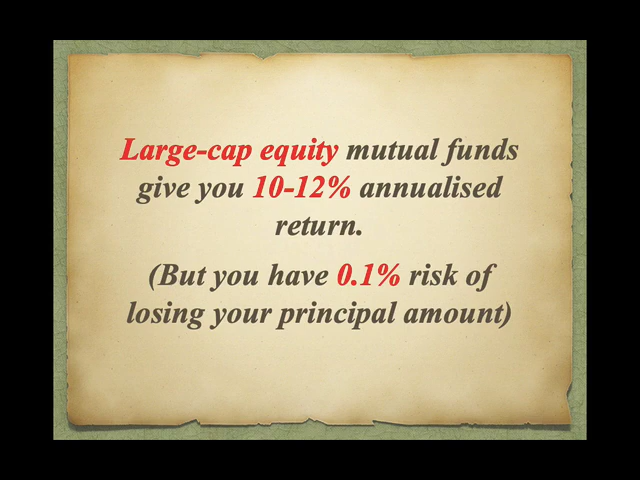 Large-cap equity mutual funds
give you 10-12% annualised
return.
(But you have 0.1% risk of
losing your principal amount)